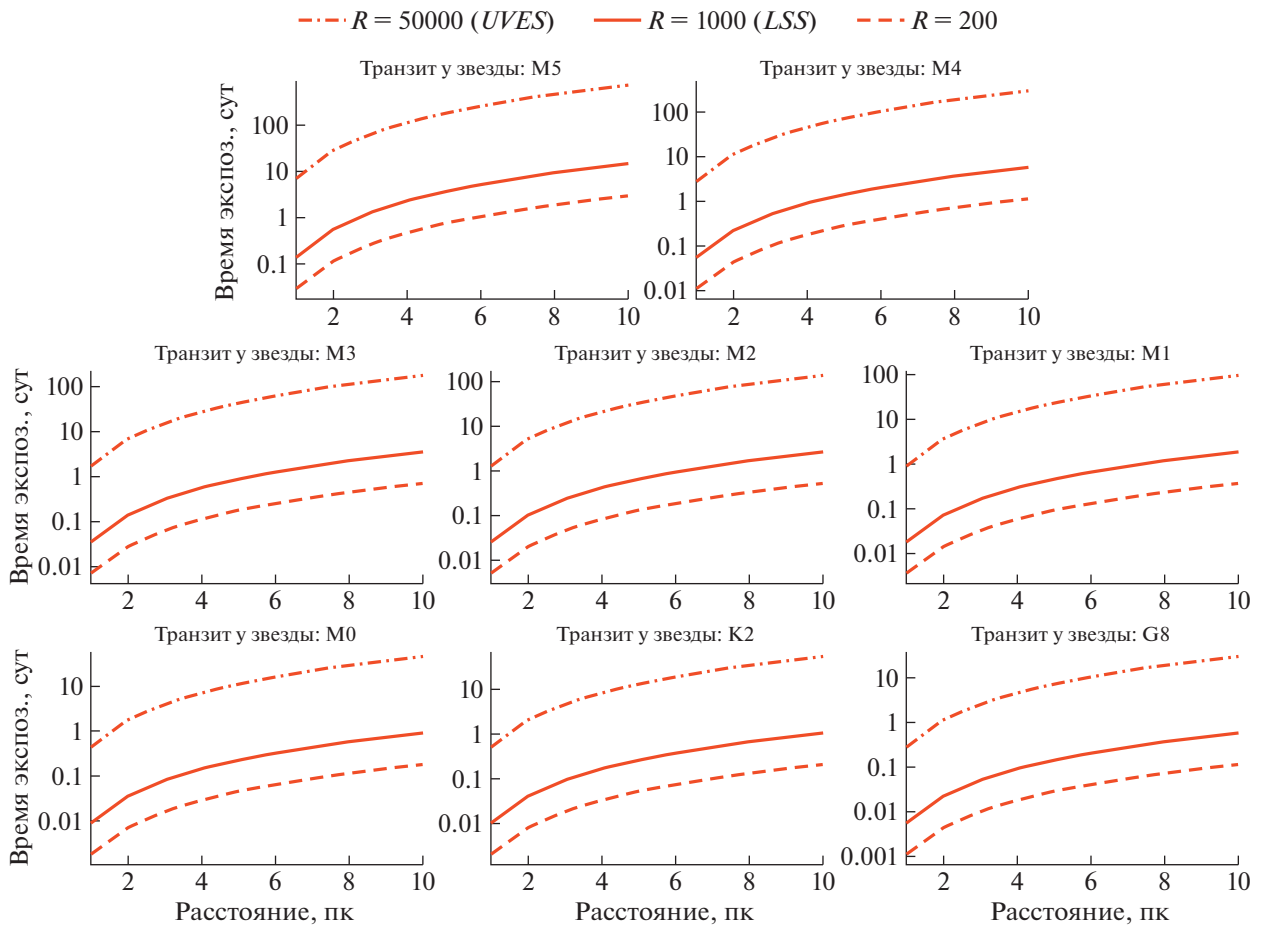 R = 50000 (UVES) R = 1000 (LSS) R = 200
Транзит у звезды: M5
Время экспоз., сут
100
10
1
0.1
2 4 6 8 10
Транзит у звезды: M4
100
10
1
0.1
0.01
2 4 6 8 10
Транзит у звезды: M3
Время экспоз., сут
100
10
1
0.1
0.01
2 4 6 8 10
Транзит у звезды: M2
100
10
1
0.1
0.01
2 4 6 8 10
Транзит у звезды: M1
100
10
1
0.1
0.01
2 4 6 8 10
Транзит у звезды: M0
Время экспоз., сут
10
1
0.1
0.01
2 4 6 8 10
Расстояние, пк
Транзит у звезды: K2
10
1
0.1
0.01
2 4 6 8 10
Расстояние, пк
Транзит у звезды: G8
10
1
0.1
0.01
0.001
2 4 6 8 10
Расстояние, пк